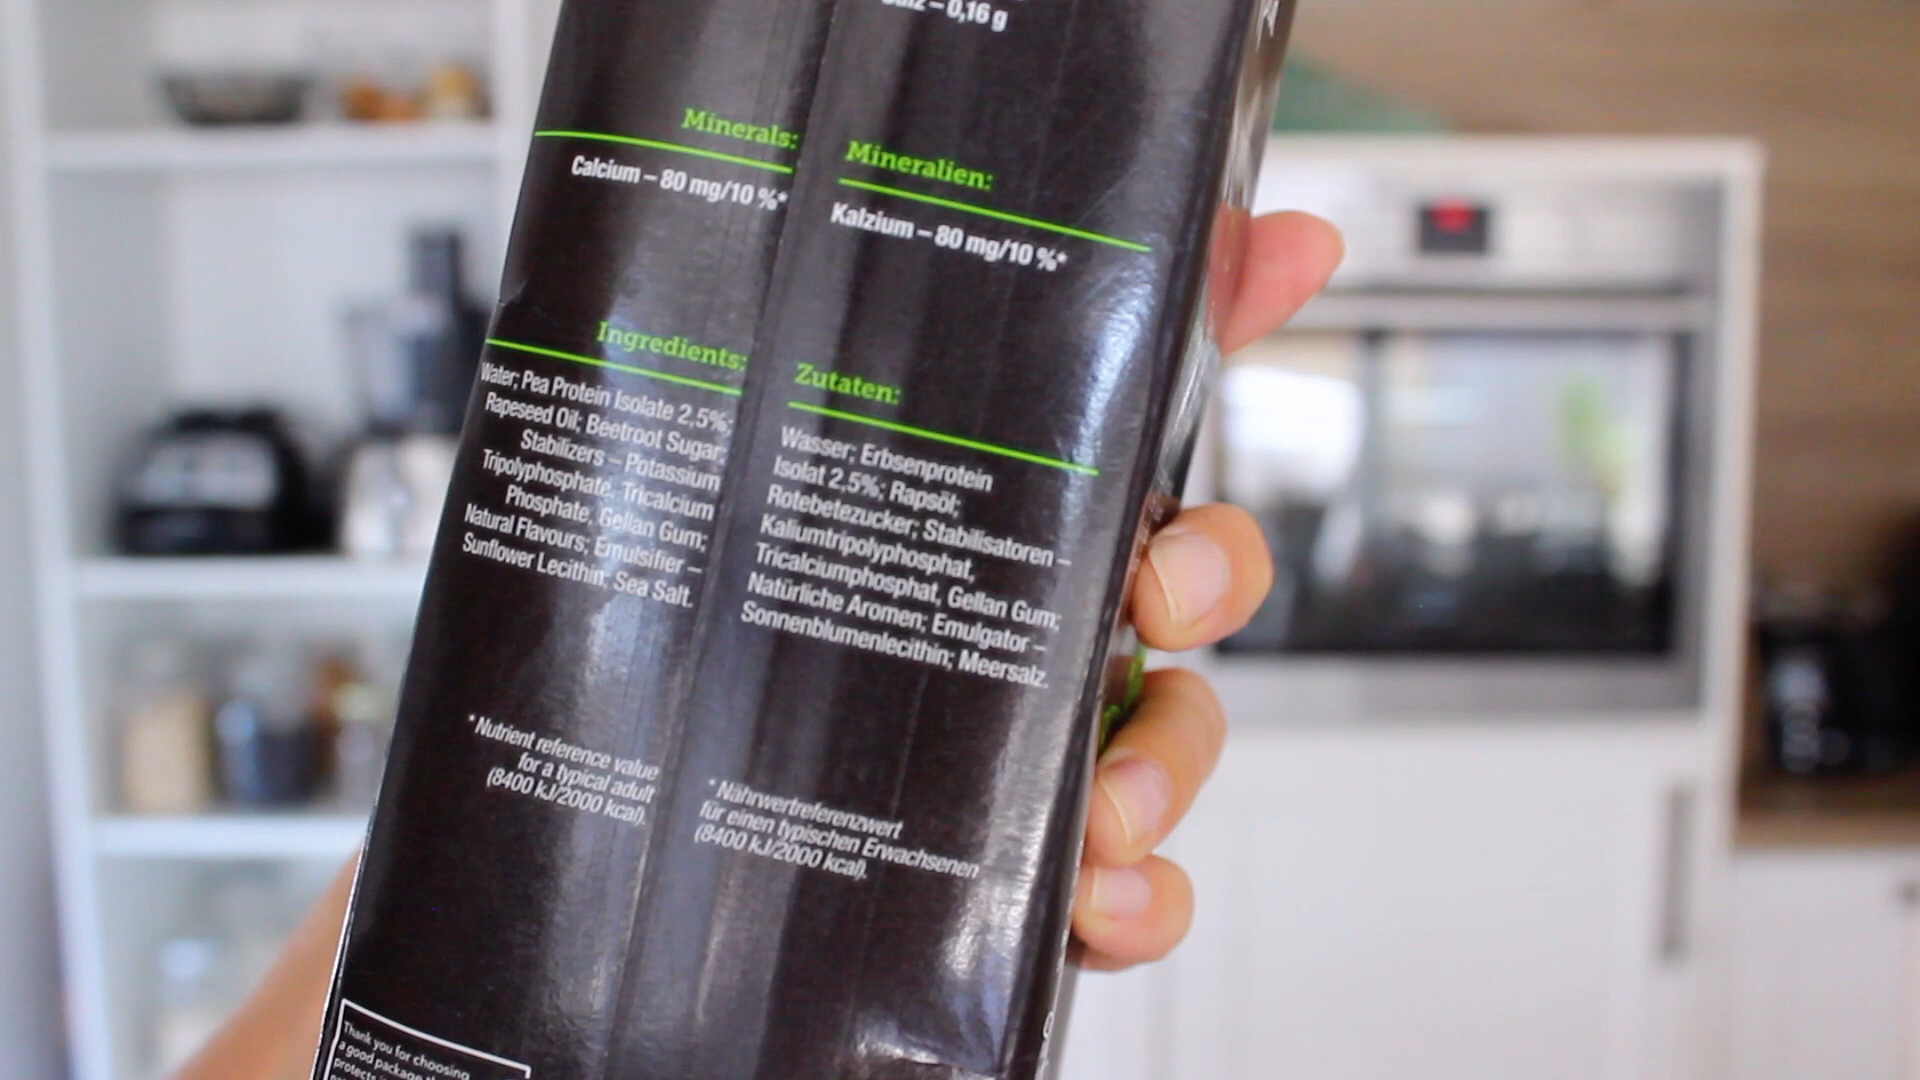 Salz – 0,16 g
Minerals:
Calcium – 80 mg/10 %*
Mineralien:
Kalzium – 80 mg/10 %*
Ingredients:
Water; Pea Protein Isolate 2,5%;
Rapeseed Oil; Beetroot Sugar;
Stabilizers – Potassium
Tripolyphosphate, Tricalcium
Phosphate, Gellan Gum;
Natural Flavours; Emulsifier –
Sunflower Lecithin; Sea Salt.
Zutaten:
Wasser; Erbsenprotein
Isolat 2,5%; Rapsöl;
Rotebetezucker; Stabilisatoren –
Kaliumtripolyphosphat,
Tricalciumphosphat, Gellan Gum;
Natürliche Aromen; Emulgator –
Sonnenblumenlecithin; Meersalz.
* Nutrient reference value
for a typical adult
(8400 kJ/2000 kcal).
* Nährwertreferenzwert
für einen typischen Erwachsenen
(8400 kJ/2000 kcal).
Thank you for choosing
a good package
protects